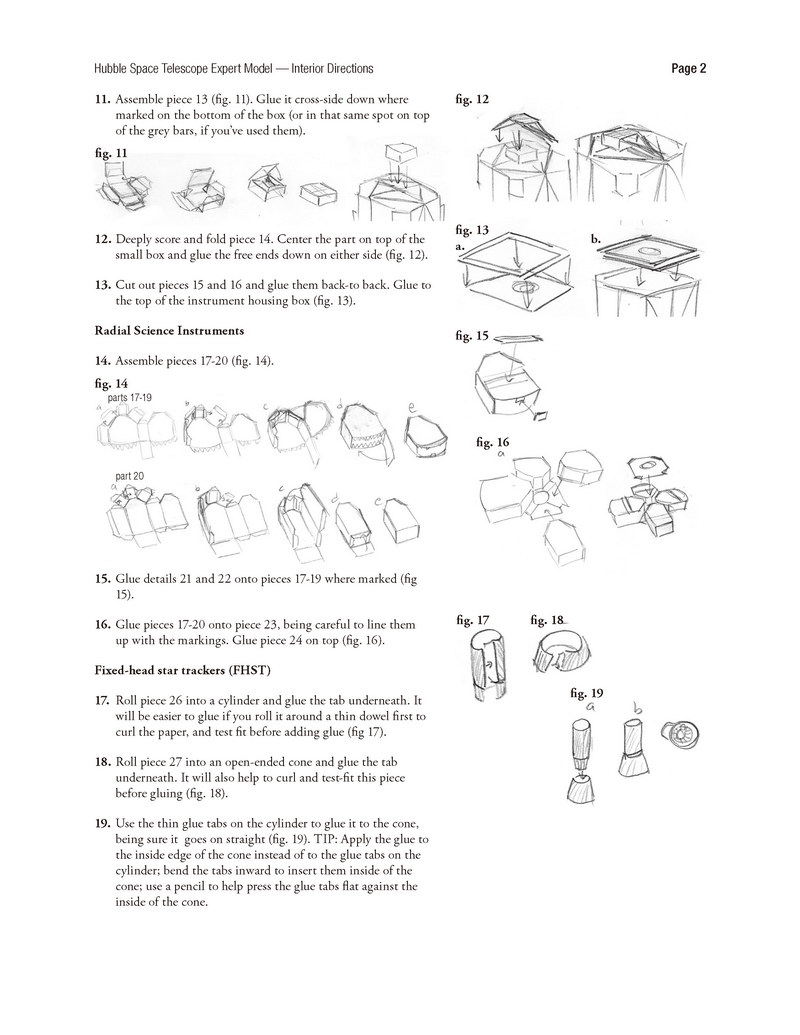 Hubble Space Telescope Expert Model — Interior Directions
Page 2
11. Assemble piece 13 (fig. 11). Glue it cross-side down where
marked on the bottom of the box (or in that same spot on top
of the grey bars, if you’ve used them).
fig. 11
12. Deeply score and fold piece 14. Center the part on top of the
small box and glue the free ends down on either side (fig. 12).
13. Cut out pieces 15 and 16 and glue them back-to back. Glue to
the top of the instrument housing box (fig. 13).
Radial Science Instruments
14. Assemble pieces 17-20 (fig. 14).
fig. 14
parts 17-19
a b c d e
part 20
a b c d e
15. Glue details 21 and 22 onto pieces 17-19 where marked (fig
15).
16. Glue pieces 17-20 onto piece 23, being careful to line them
up with the markings. Glue piece 24 on top (fig. 16).
Fixed-head star trackers (FHST)
17. Roll piece 26 into a cylinder and glue the tab underneath. It
will be easier to glue if you roll it around a thin dowel first to
curl the paper, and test fit before adding glue (fig 17).
18. Roll piece 27 into an open-ended cone and glue the tab
underneath. It will also help to curl and test-fit this piece
before gluing (fig. 18).
19. Use the thin glue tabs on the cylinder to glue it to the cone,
being sure it goes on straight (fig. 19). TIP: Apply the glue to
the inside edge of the cone instead of to the glue tabs on the
cylinder; bend the tabs inward to insert them inside of the
cone; use a pencil to help press the glue tabs flat against the
inside of the cone.
fig. 12
fig. 13
a.
b.
fig. 15
fig. 16
a
fig. 17
fig. 18
fig. 19
a
b